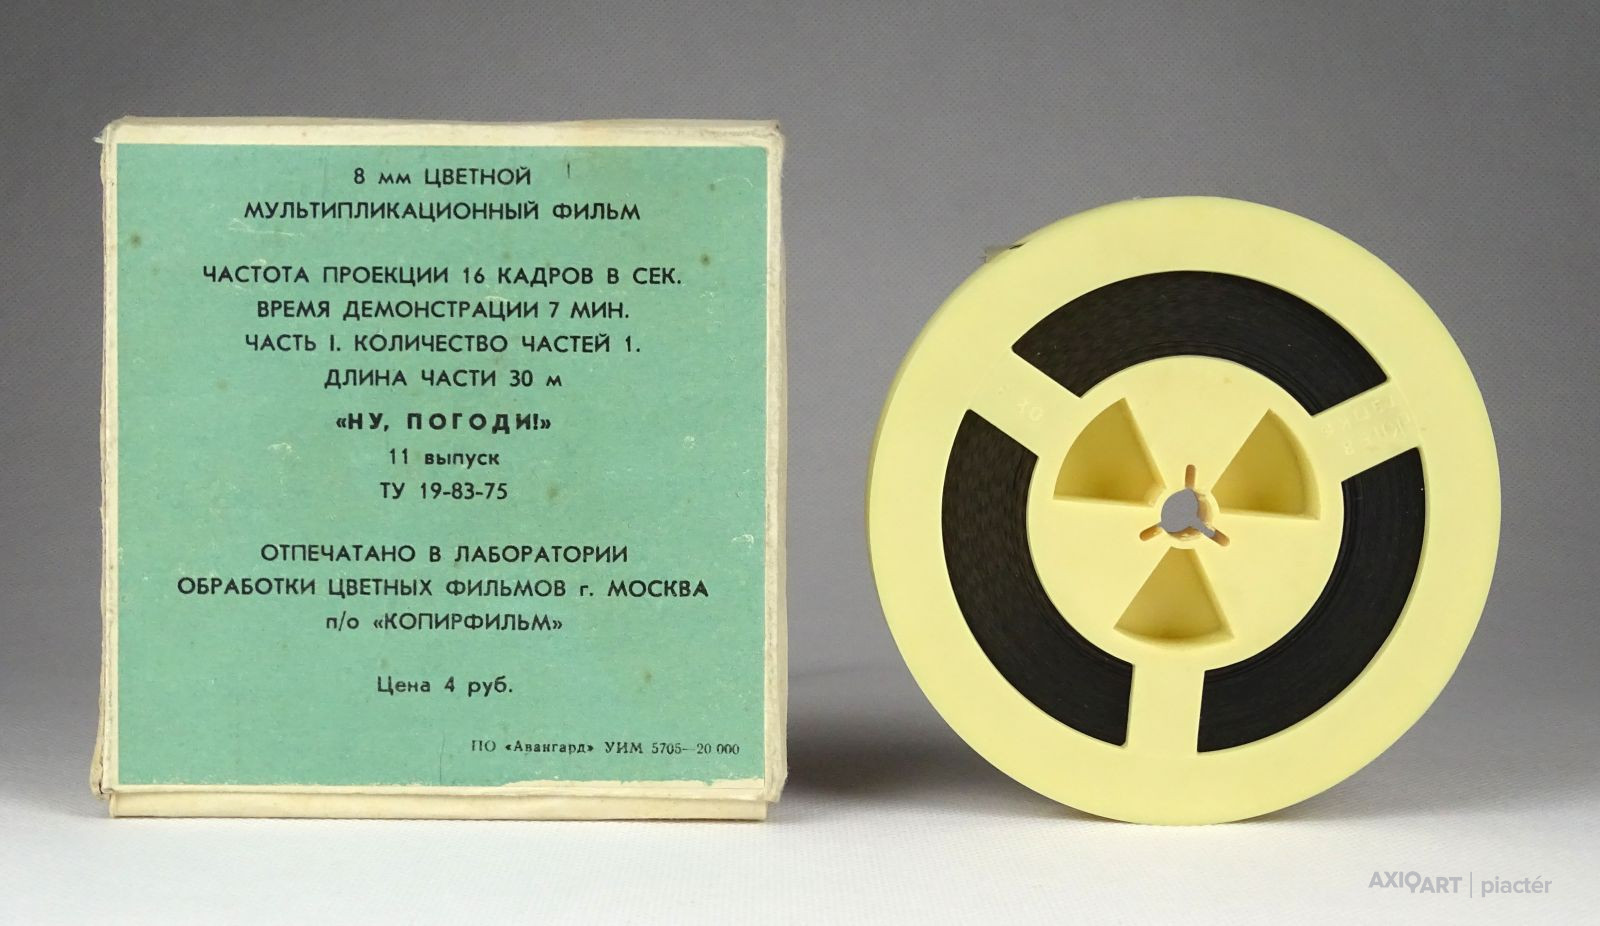 8 мм ЦВЕТНОЙ
МУЛЬТИПЛИКАЦИОННЫЙ ФИЛЬМ
ЧАСТОТА ПРОЕКЦИИ 16 КАДРОВ В СЕК.
ВРЕМЯ ДЕМОНСТРАЦИИ 7 МИН.
ЧАСТЬ I. КОЛИЧЕСТВО ЧАСТЕЙ 1.
ДЛИНА ЧАСТИ 30 м
«НУ, ПОГОДИ!»
11 выпуск
ТУ 19-83-75
ОТПЕЧАТАНО В ЛАБОРАТОРИИ
ОБРАБОТКИ ЦВЕТНЫХ ФИЛЬМОВ г. МОСКВА
п/о «КОПИРФИЛЬМ»
Цена 4 руб.
ПО «Авангард» УИМ 5705—20 000
AXIOART | piactér